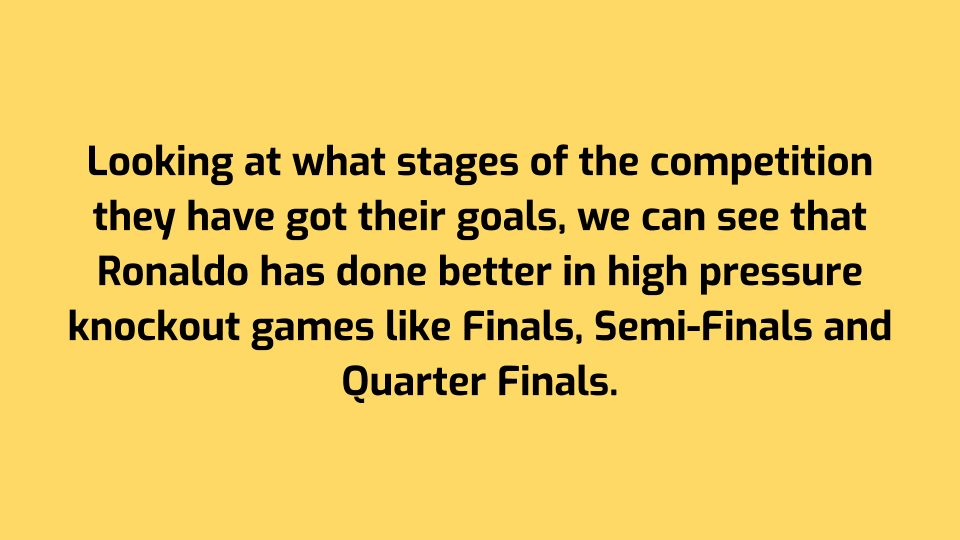 Looking at what stages of the competition
they have got their goals, we can see that
Ronaldo has done better in high pressure
knockout games like Finals, Semi-Finals and
Quarter Finals.